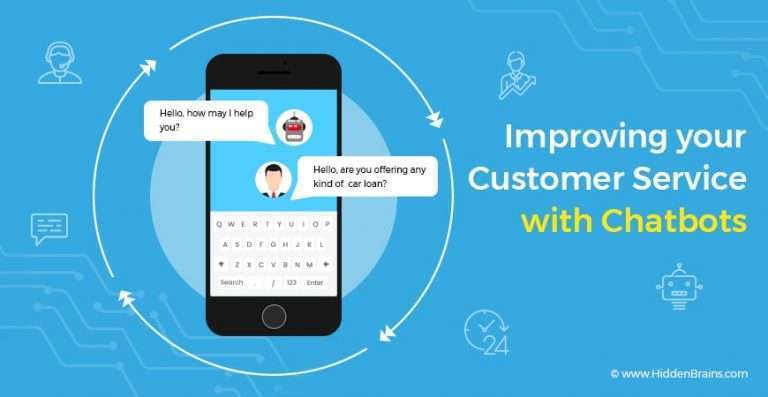 Hello, how may I help
you?
Hello, are you offering any
kind of car loan?
Q W E R T Y U I O P
A S D F G H J K L
Z X C V B N M
Search . / 123 Enter
Improving your
Customer Service
with Chatbots
24
© www.HiddenBrains.com